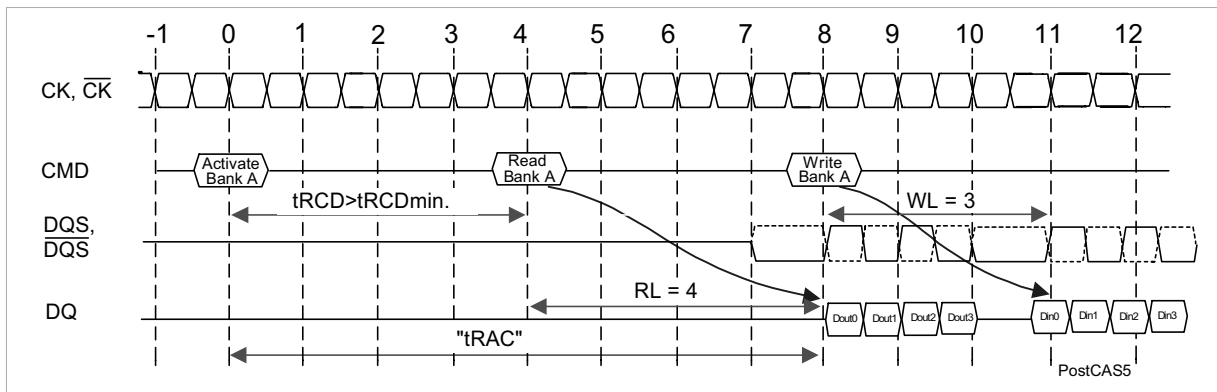 -1 0 1 2 3 4 5 6 7 8 9 10 11 12
CK, CK
CMD
Activate
Bank A
Read
Bank A
Write
Bank A
tRCD>tRCDmin.
WL = 3
DQS,
DQS
RL = 4
DQ
Dout0 Dout1 Dout2 Dout3 Din0 Din1 Din2 Din3
"tRAC"
PostCAS5